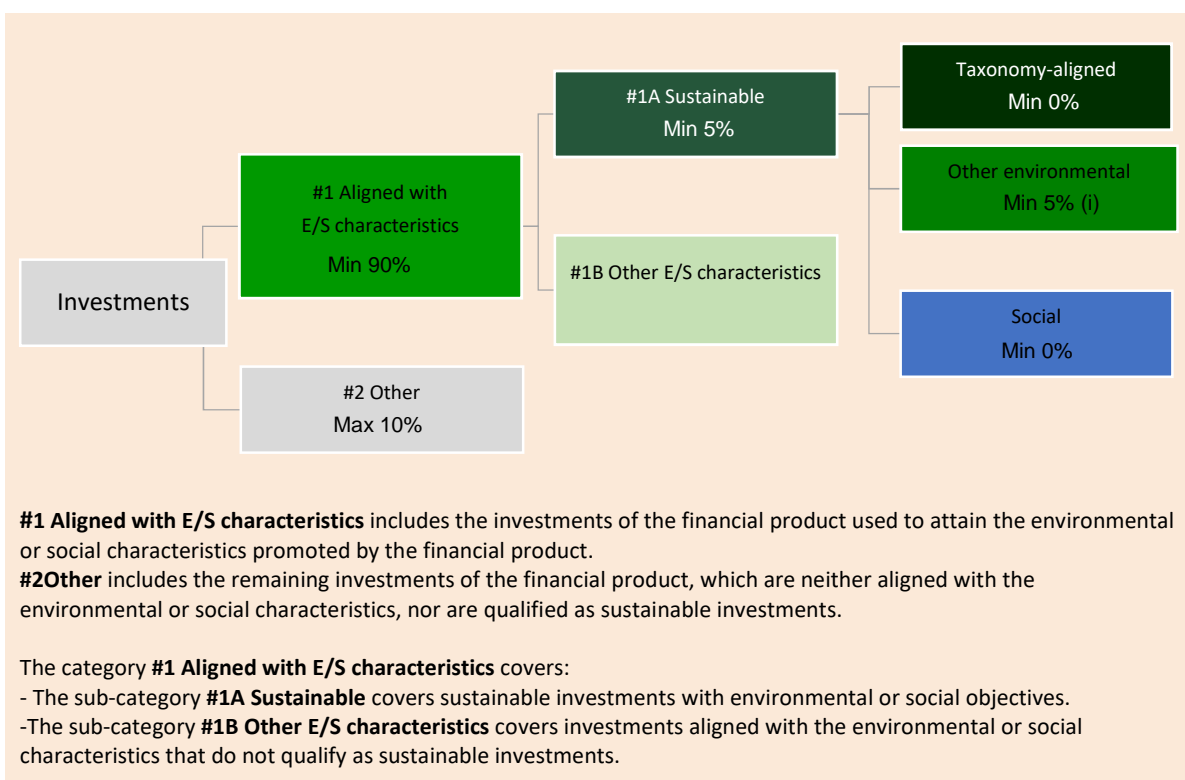 Investments
#1 Aligned with
E/S characteristics
Min 90%
#2 Other
Max 10%
#1A Sustainable
Min 5%
#1B Other E/S characteristics
Taxonomy-aligned
Min 0%
Other environmental
Min 5% (i)
Social
Min 0%
#1 Aligned with E/S characteristics includes the investments of the financial product used to attain the environmental
or social characteristics promoted by the financial product.
#2Other includes the remaining investments of the financial product, which are neither aligned with the
environmental or social characteristics, nor are qualified as sustainable investments.
The category #1 Aligned with E/S characteristics covers:
- The sub-category #1A Sustainable covers sustainable investments with environmental or social objectives.
-The sub-category #1B Other E/S characteristics covers investments aligned with the environmental or social
characteristics that do not qualify as sustainable investments.